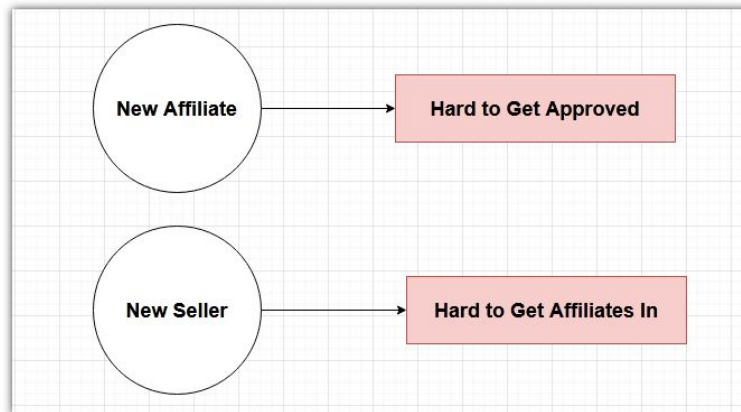 New Affiliate
Hard to Get Approved
New Seller
Hard to Get Affiliates In